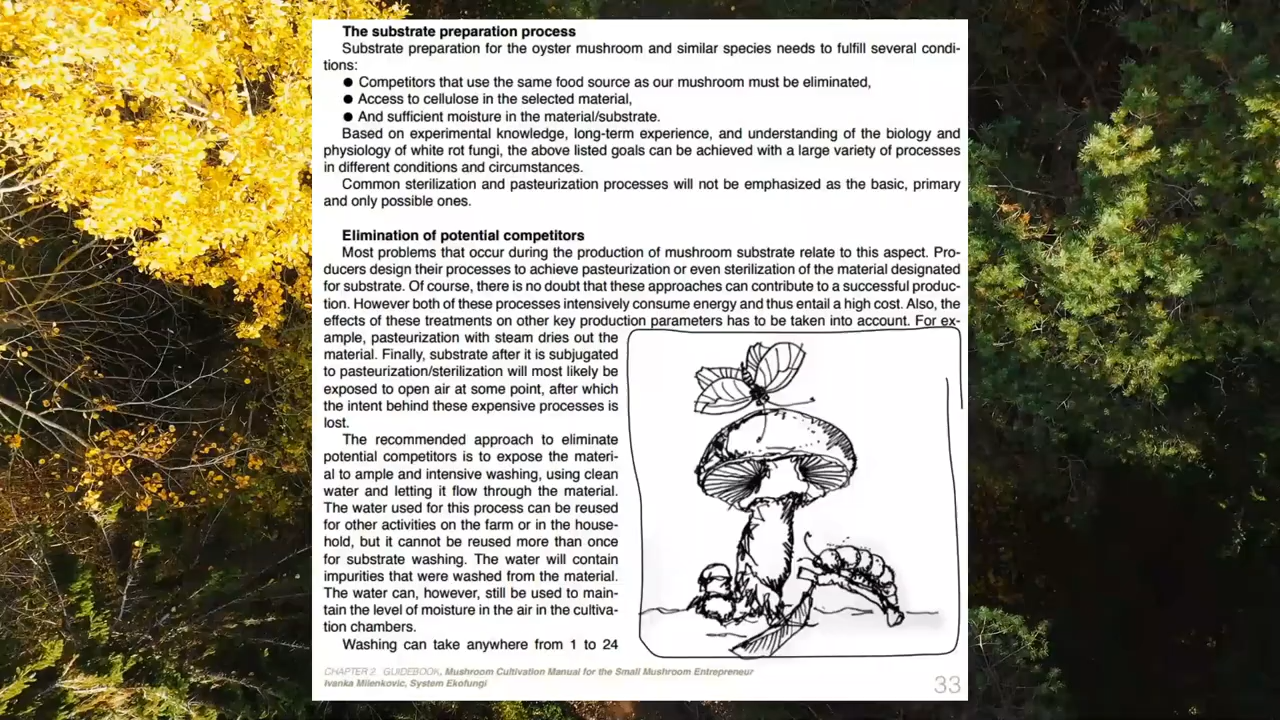 The substrate preparation process
Substrate preparation for the oyster mushroom and similar species needs to fulfill several condi-
tions:
● Competitors that use the same food source as our mushroom must be eliminated,
● Access to cellulose in the selected material,
● And sufficient moisture in the material/substrate.
Based on experimental knowledge, long-term experience, and understanding of the biology and
physiology of white rot fungi, the above listed goals can be achieved with a large variety of processes
in different conditions and circumstances.
Common sterilization and pasteurization processes will not be emphasized as the basic, primary
and only possible ones.
Elimination of potential competitors
Most problems that occur during the production of mushroom substrate relate to this aspect. Pro-
ducers design their processes to achieve pasteurization or even sterilization of the material designated
for substrate. Of course, there is no doubt that these approaches can contribute to a successful produc-
tion. However both of these processes intensively consume energy and thus entail a high cost. Also, the
effects of these treatments on other key production parameters has to be taken into account. For ex-
ample, pasteurization with steam dries out the
material. Finally, substrate after it is subjugated
to pasteurization/sterilization will most likely be
exposed to open air at some point, after which
the intent behind these expensive processes is
lost.
The recommended approach to eliminate
potential competitors is to expose the materi-
al to ample and intensive washing, using clean
water and letting it flow through the material.
The water used for this process can be reused
for other activities on the farm or in the house-
hold, but it cannot be reused more than once
for substrate washing. The water will contain
impurities that were washed from the material.
The water can, however, still be used to main-
tain the level of moisture in the air in the cultiva-
tion chambers.
Washing can take anywhere from 1 to 24
CHAPTER 2 GUIDEBOOK, Mushroom Cultivation Manual for the Small Mushroom Entrepreneur
Ivanka Milenkovic, System Ekofungi
33